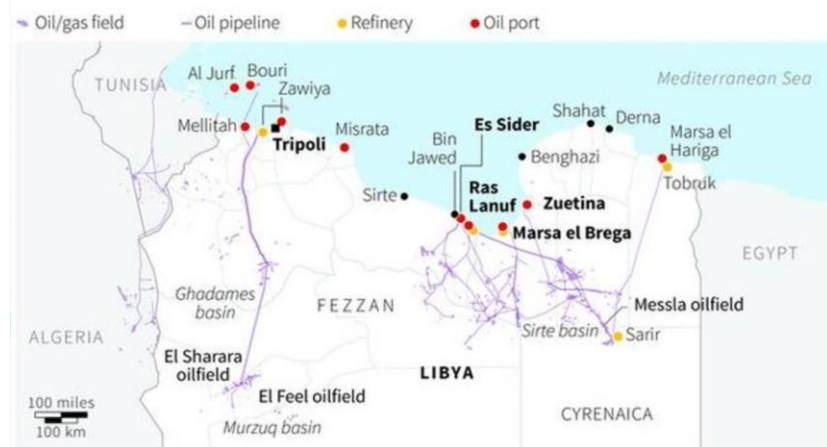 Oil/gas field
Oil pipeline
Refinery
Oil port
TUNISIA
Al Jurf
Bouri
Zawiya
Mellitah
Tripoli
Misrata
Sirte
Bin
Jawed
Es Sider
Ras
Lanuf
Shahat
Derna
Mediterranean Sea
Benghazi
Marsa el
Hariga
Tobruk
Zuetina
Marsa el Brega
EGYPT
Ghadames
basin
FEZZAN
Messla oilfield
Sirte basin
Sarir
ALGERIA
El Sharara
oilfield
LIBYA
El Feel oilfield
CYRENAICA
Murzuq basin
100 miles
100 km